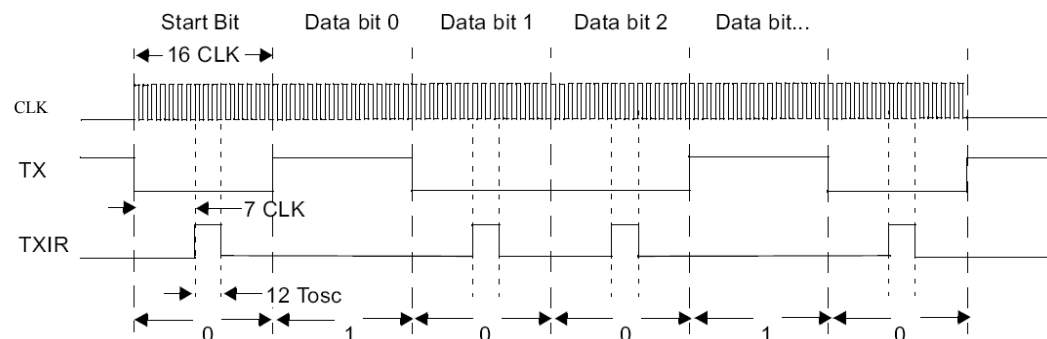 Start Bit Data bit 0 Data bit 1 Data bit 2 Data bit...
16 CLK
CLK
TX
7 CLK
TXIR
12 Tosc
0 1 0 0 1 0